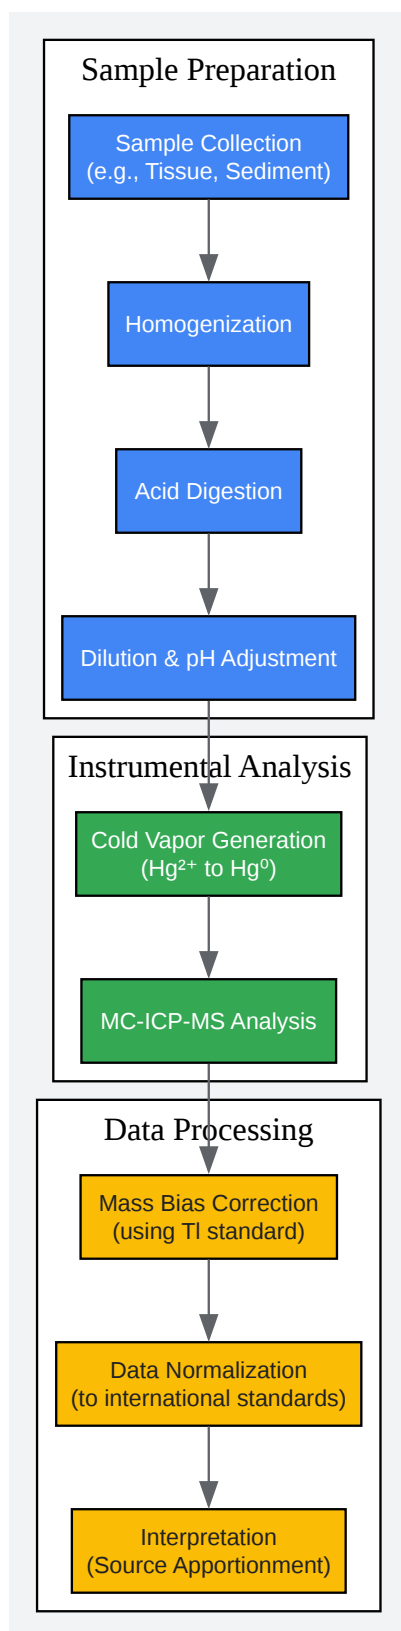 Sample Preparation
Sample Collection
(e.g., Tissue, Sediment)
Homogenization
Acid Digestion
Dilution & pH Adjustment
Instrumental Analysis
Cold Vapor Generation
(Hg²⁺ to Hg⁰)
MC-ICP-MS Analysis
Data Processing
Mass Bias Correction
(using Tl standard)
Data Normalization
(to international standards)
Interpretation
(Source Apportionment)